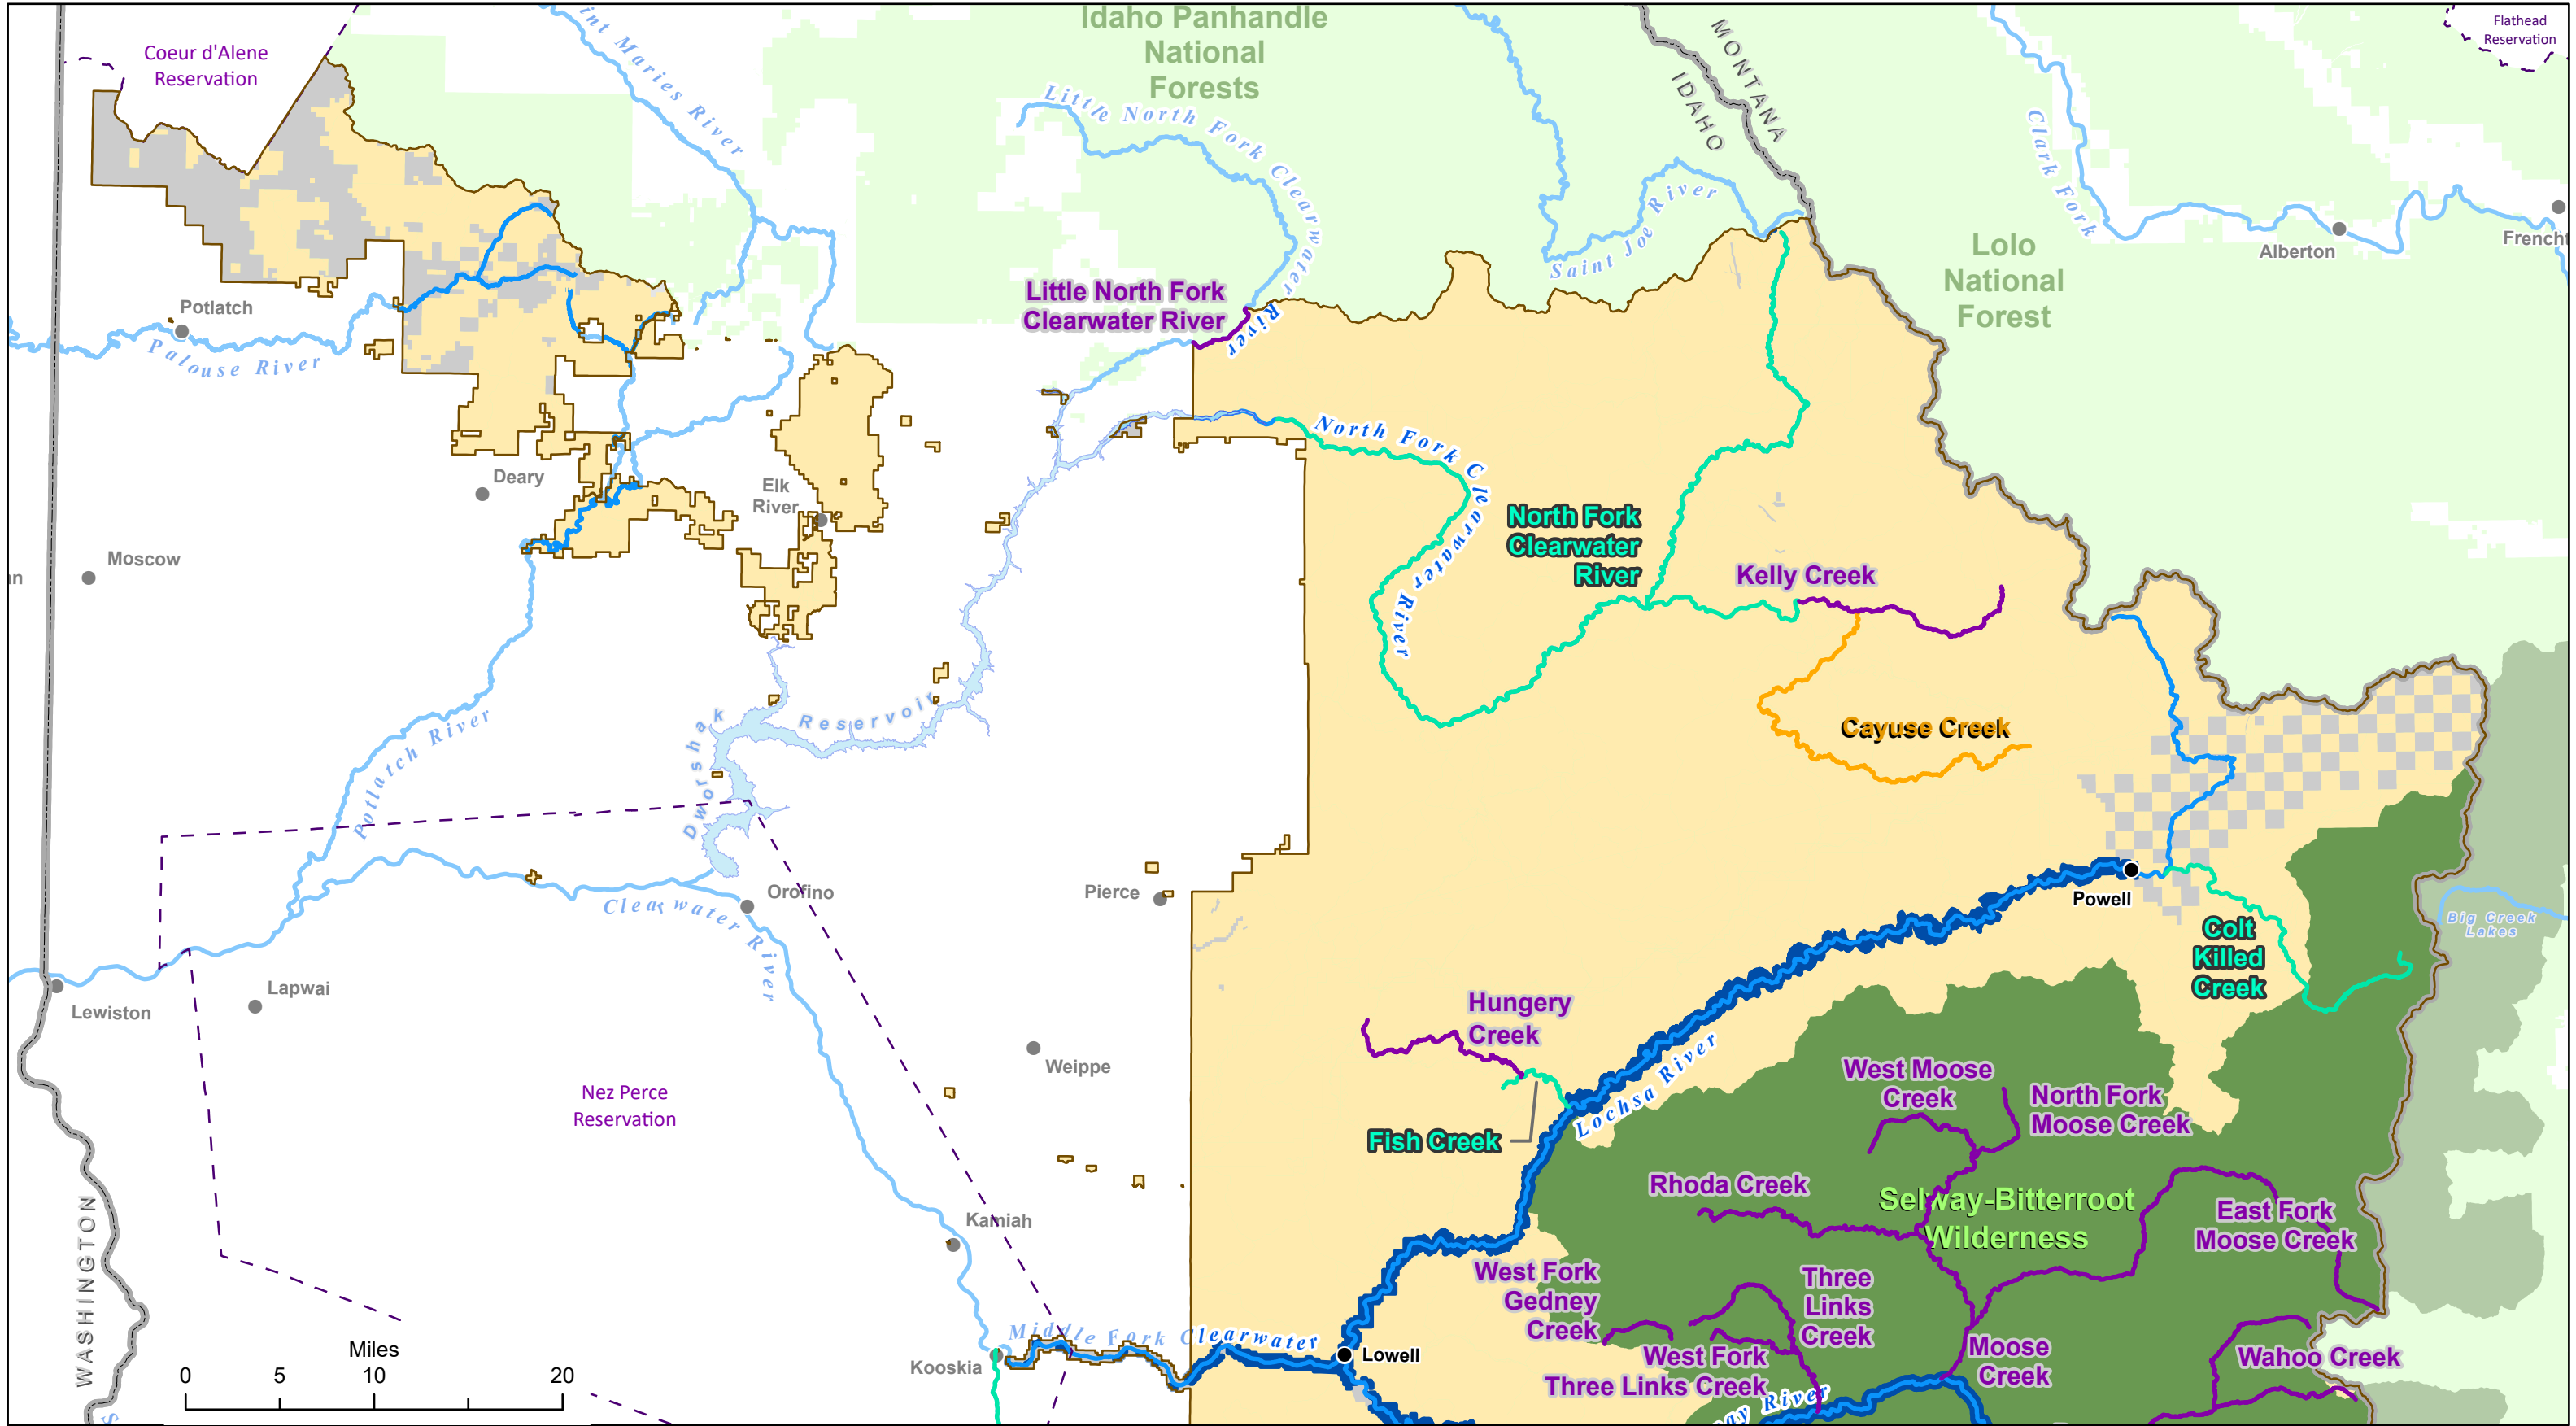 Idaho Panhandle
National
Forests
Coeur d'Alene
Reservation
Flathead
Reservation
MONTANA
IDAHO
int Maries River
Little North Fork Clearwater River
Clark Fork
Saint Joe River
Lolo
National
Forest
Alberton
Frencht
Little North Fork
Clearwater River
Potlatch
Palouse River
North Fork Clearwater River
Deary
Elk
River
North Fork
Clearwater
River
Moscow
Kelly Creek
Cayuse Creek
Potlatch River
Dworshak
Reservoir
Orofino
Clearwater River
Pierce
Powell
Colt
Killed
Creek
Big Creek
Lakes
Lewiston
Lapwai
Hungery
Creek
Weippe
Lochsa River
West Moose
Creek
North Fork
Moose Creek
Nez Perce
Reservation
Fish Creek
Rhoda Creek
Selway-Bitterroot
Wilderness
East Fork
Moose Creek
Kamiah
WASHINGTON
West Fork
Gedney
Creek
Three
Links
Creek
Middle Fork Clearwater
Kooskia
Lowell
Moose
Creek
Wahoo Creek
West Fork
Three Links Creek
ay River
Miles
0 5 10 20
S